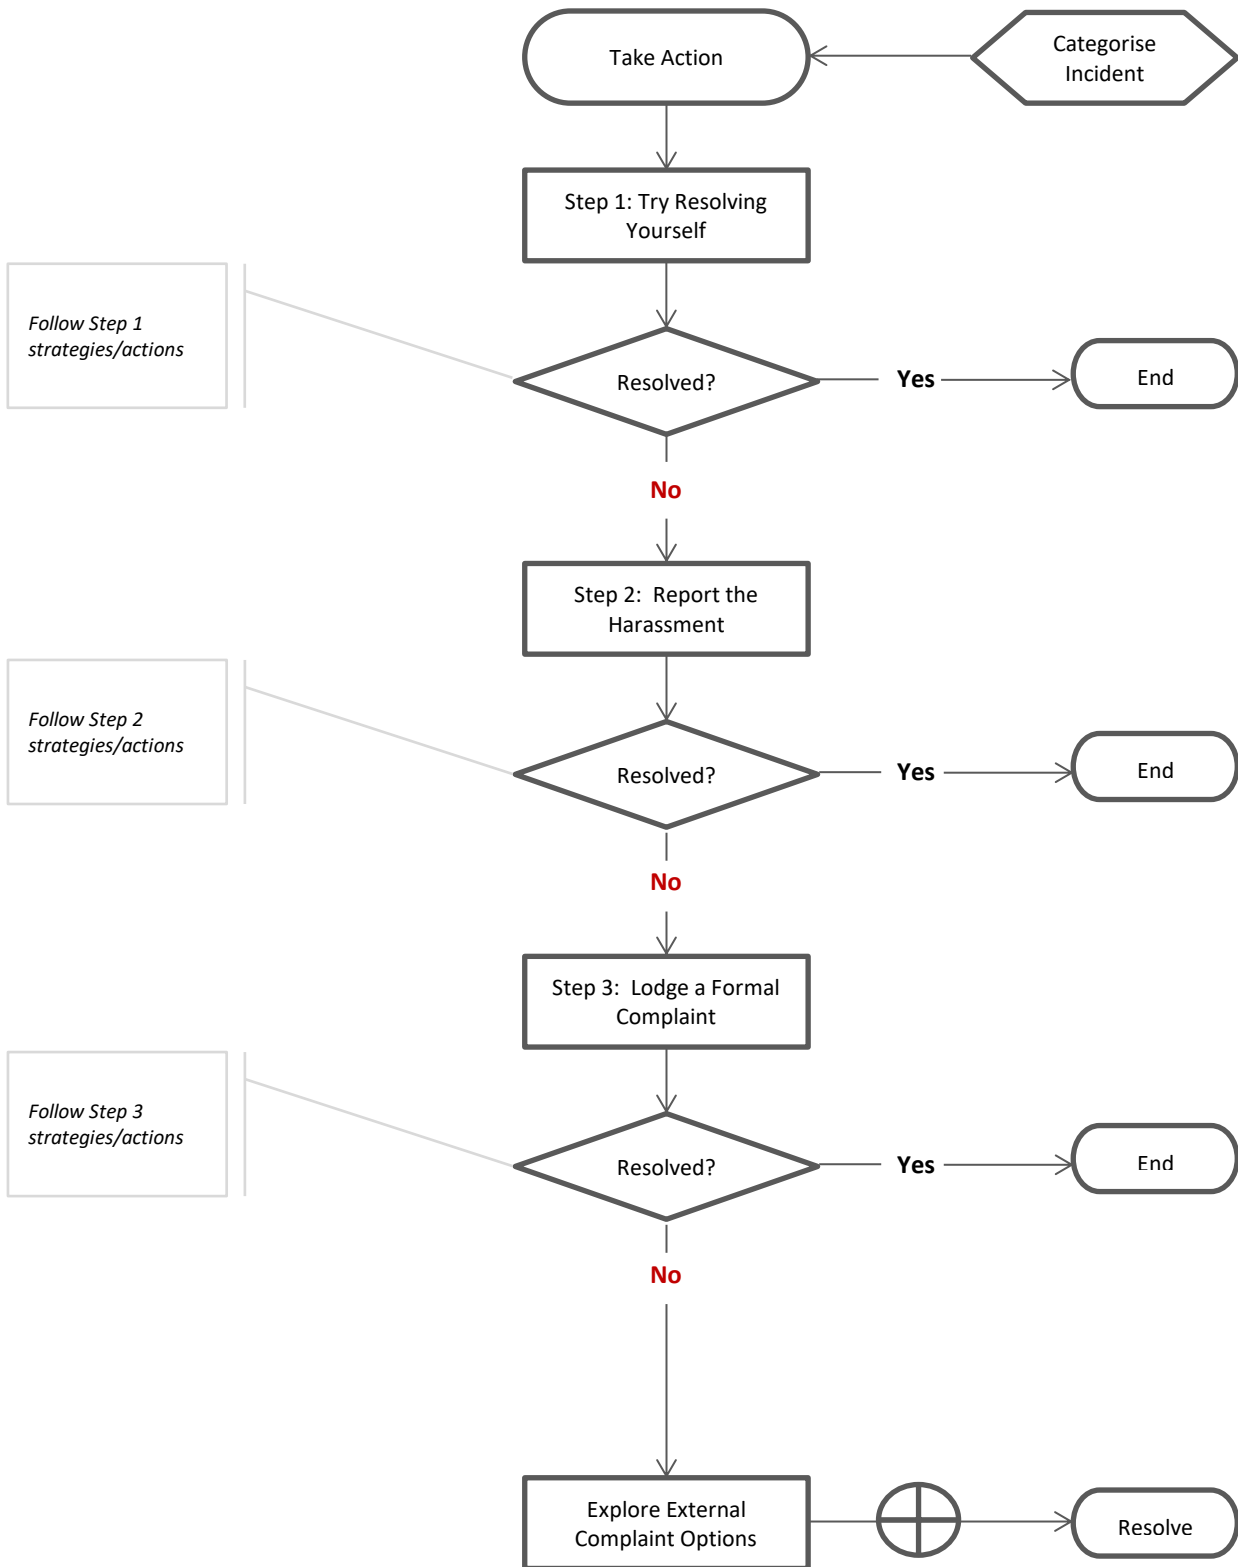 Take Action
Categorise
Incident
Step 1: Try Resolving
Yourself
Follow Step 1
strategies/actions
Resolved?
Yes
End
No
Step 2:  Report the
Harassment
Follow Step 2
strategies/actions
Resolved?
Yes
End
No
Step 3:  Lodge a Formal
Complaint
Follow Step 3
strategies/actions
Resolved?
Yes
End
No
Explore External
Complaint Options
Resolve